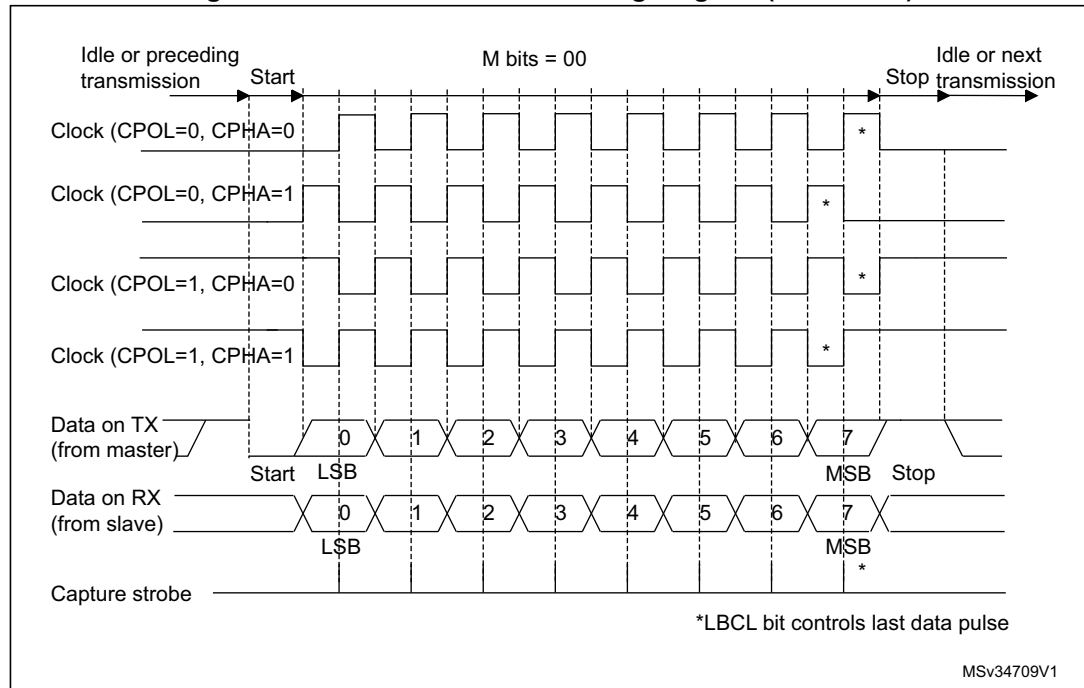 Idle or preceding
transmission
Start
M bits = 00
Stop
Idle or next
transmission
Clock (CPOL=0, CPHA=0
*
Clock (CPOL=0, CPHA=1
*
Clock (CPOL=1, CPHA=0
*
Clock (CPOL=1, CPHA=1
*
Data on TX
(from master)
0 1 2 3 4 5 6 7
Start LSB MSB Stop
Data on RX
(from slave)
0 1 2 3 4 5 6 7
LSB MSB
*
Capture strobe
*LBCL bit controls last data pulse
MSv34709V1